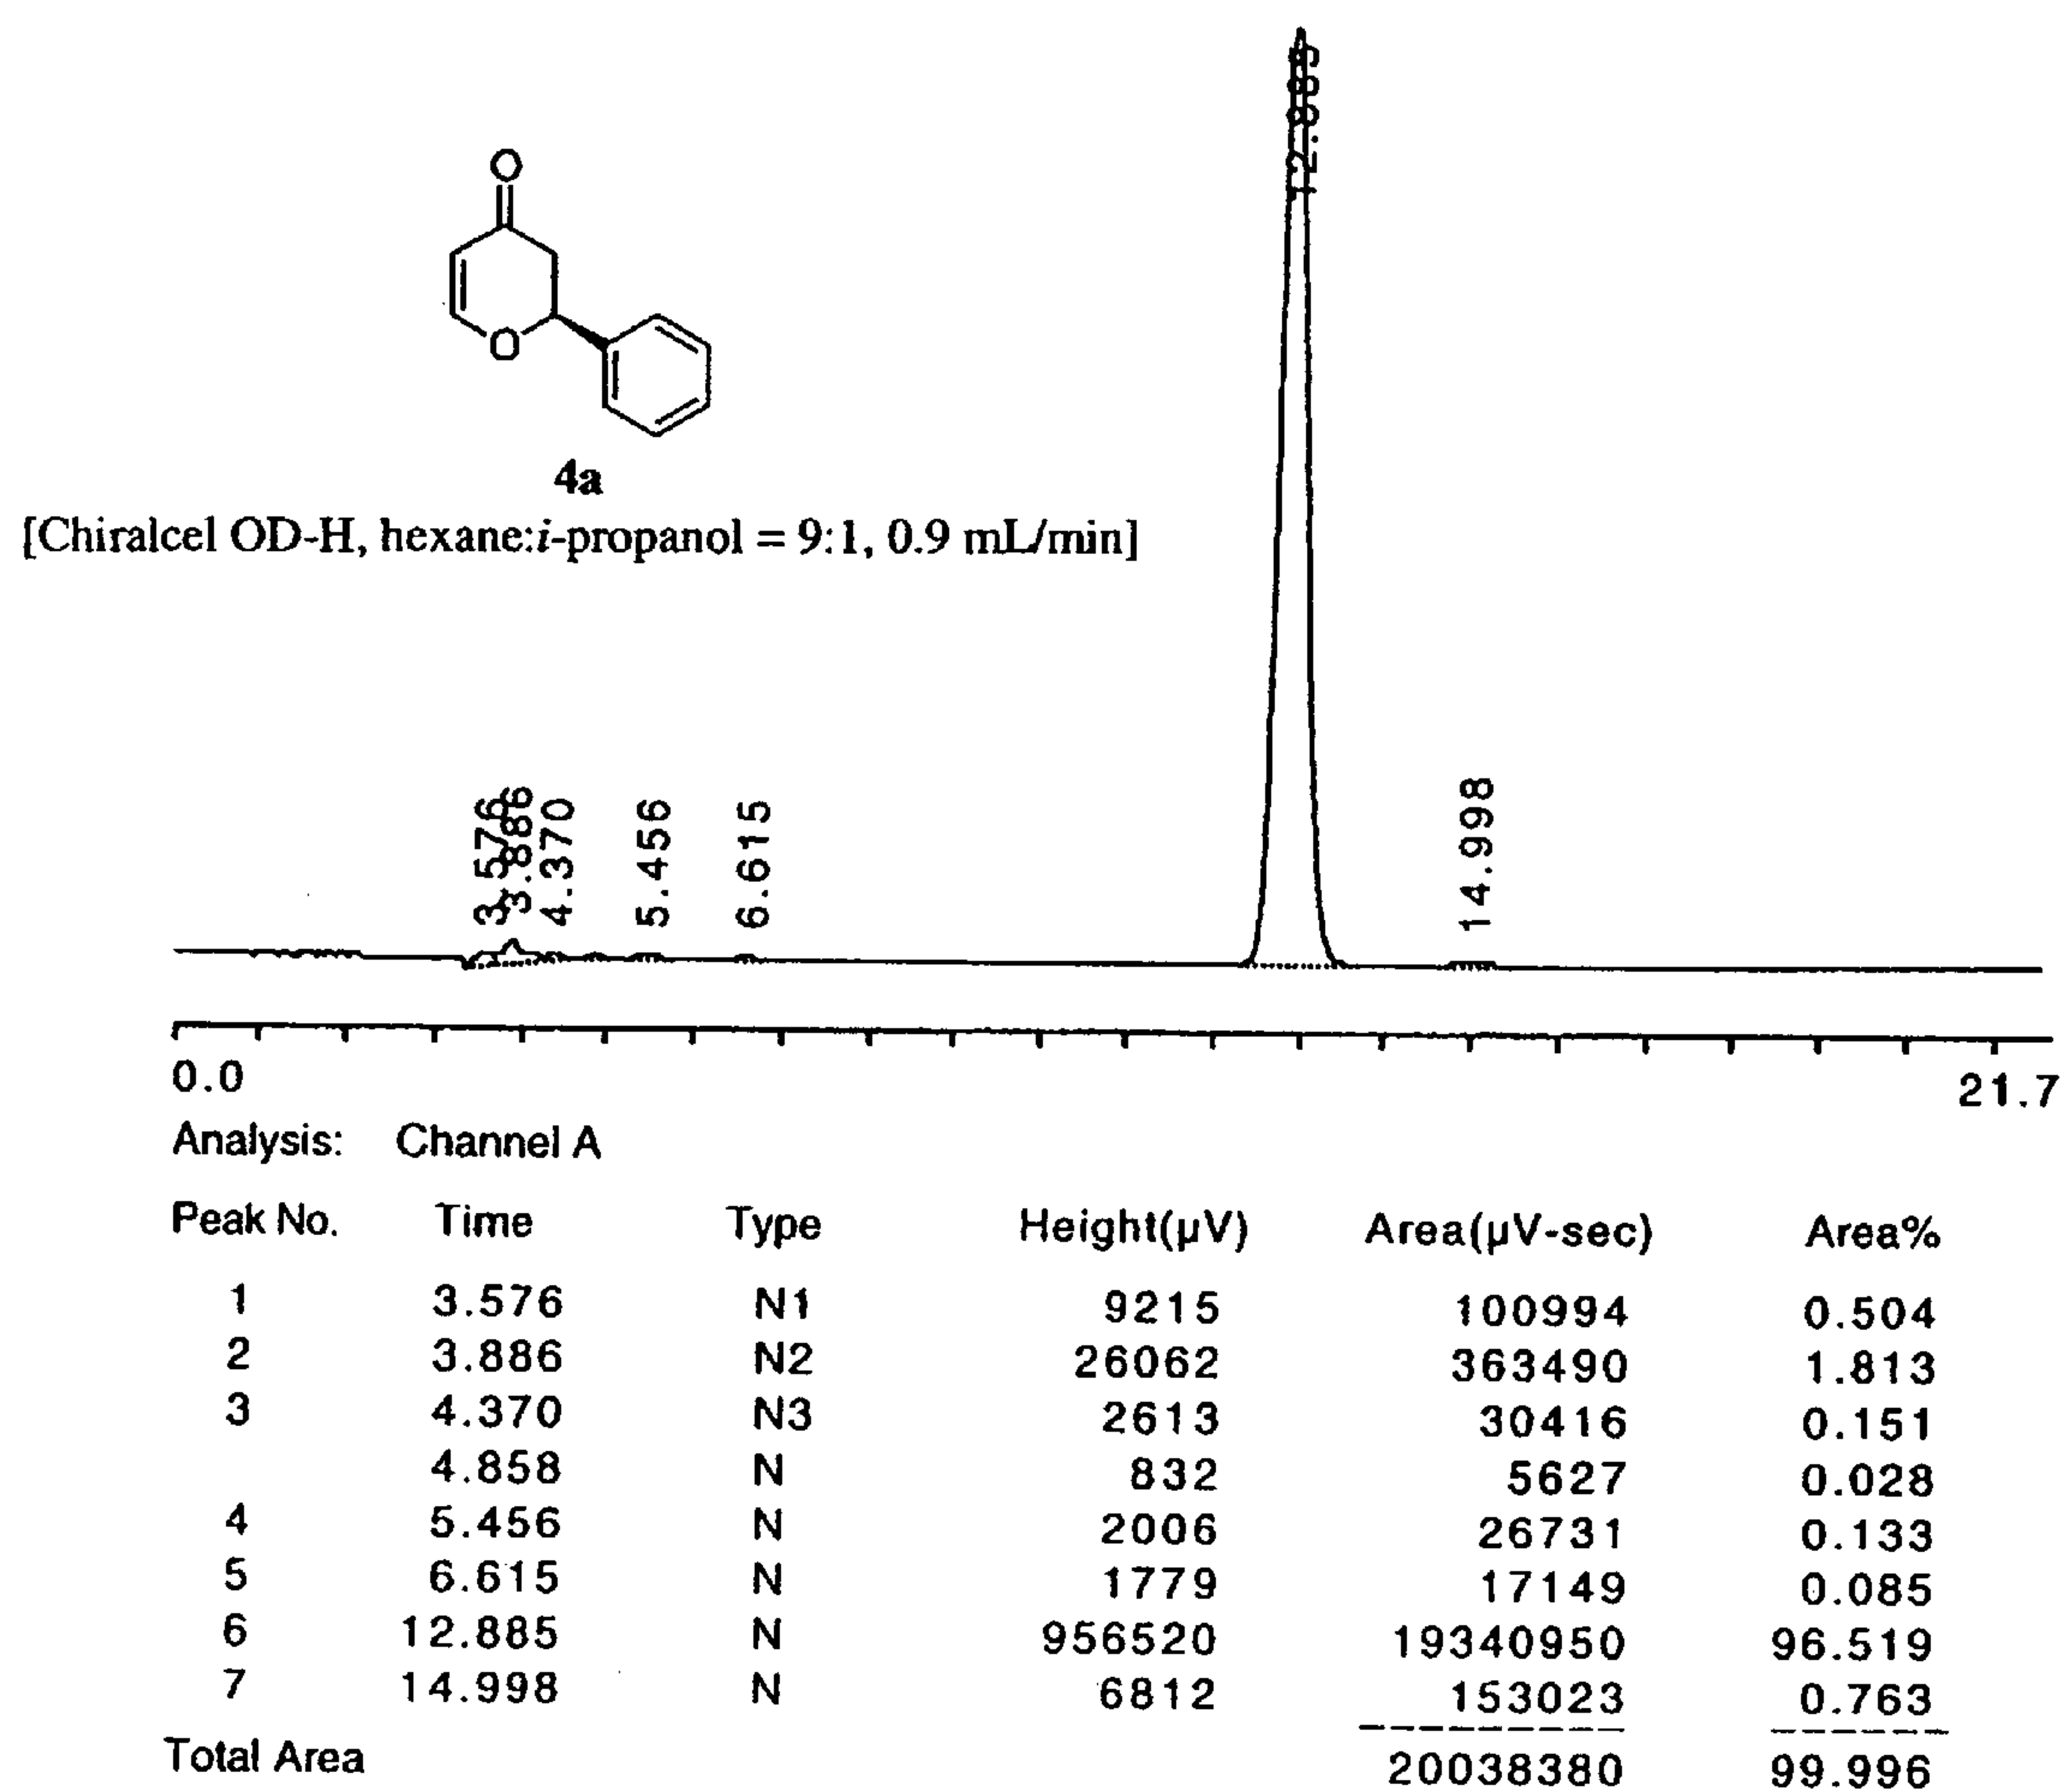 12.885
O
O
4a
[Chiralcel OD-H, hexane:i-propanol = 9:1, 0.9 mL/min]
3.576
3.886
4.370
5.456
6.615
14.998
0.0
21.7
Analysis: Channel A
Peak No. Time Type Height(μV) Area(μV-sec) Area%
1 3.576 N1 9215 100994 0.504
2 3.886 N2 26062 363490 1.813
3 4.370 N3 2613 30416 0.151
4.858 N 832 5627 0.028
4 5.456 N 2006 26731 0.133
5 6.615 N 1779 17149 0.085
6 12.885 N 956520 19340950 96.519
7 14.998 N 6812 153023 0.763
Total Area 20038380 99.996